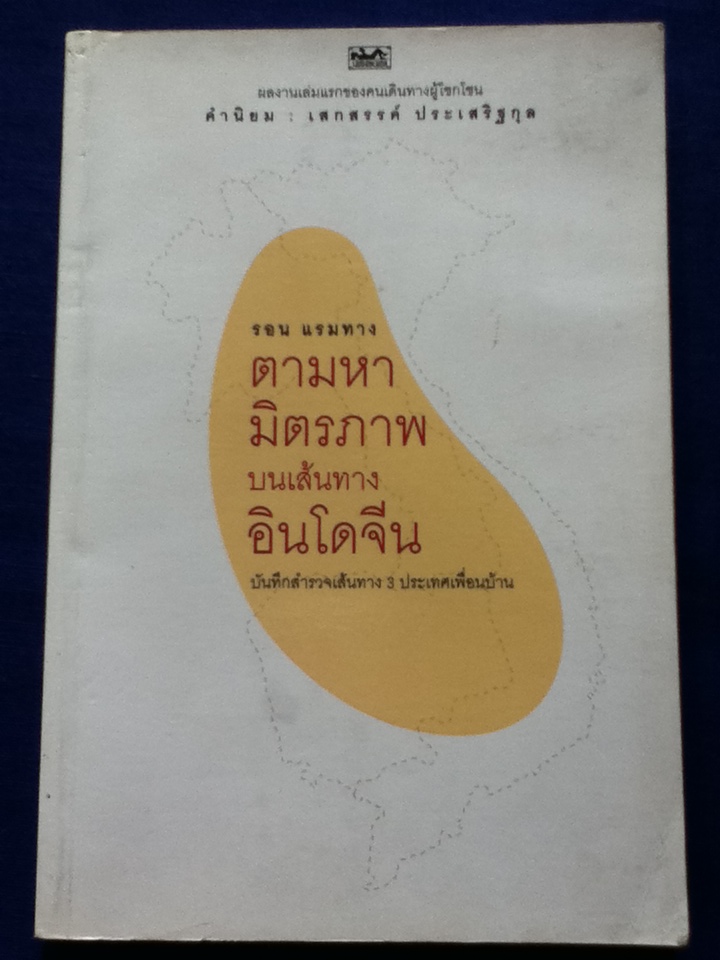 ผลงานเล่มแรกของคนเดินทางผู้โชกโชน
คำนิยม : เสกสรรค์ ประเสริฐกุล
รอน แรมทาง
ตามหา
มิตรภาพ
บนเส้นทาง
อินโดจีน
บันทึกสำรวจเส้นทาง 3 ประเทศเพื่อนบ้าน